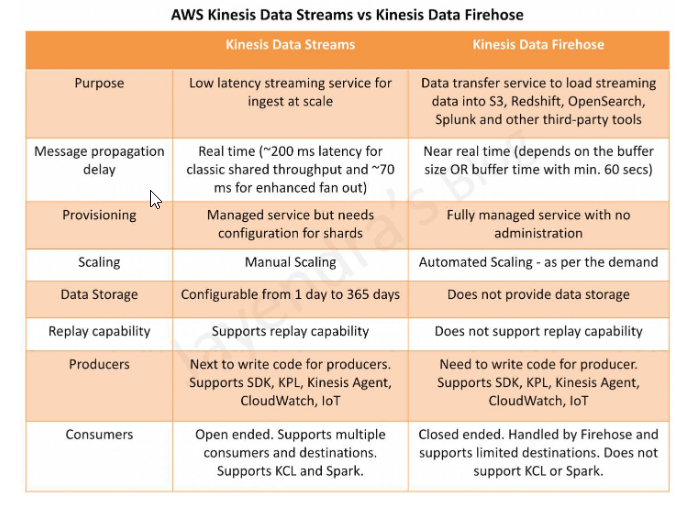 AWS Kinesis Data Streams vs Kinesis Data Firehose
Kinesis Data Streams
Kinesis Data Firehose
Purpose
Low latency streaming service for
ingest at scale
Data transfer service to load streaming
data into S3, Redshift, OpenSearch,
Splunk and other third-party tools
Message propagation
delay
Real time (~200 ms latency for
classic shared throughput and ~70
ms for enhanced fan out)
Near real time (depends on the buffer
size OR buffer time with min. 60 secs)
Provisioning
Managed service but needs
configuration for shards
Fully managed service with no
administration
Scaling
Manual Scaling
Automated Scaling - as per the demand
Data Storage
Configurable from 1 day to 365 days
Does not provide data storage
Replay capability
Supports replay capability
Does not support replay capability
Producers
Next to write code for producers.
Supports SDK, KPL, Kinesis Agent,
CloudWatch, IoT
Need to write code for producer.
Supports SDK, KPL, Kinesis Agent,
CloudWatch, IoT
Consumers
Open ended. Supports multiple
consumers and destinations.
Supports KCL and Spark.
Closed ended. Handled by Firehose and
supports limited destinations. Does not
support KCL or Spark.
Jayendra's Blog